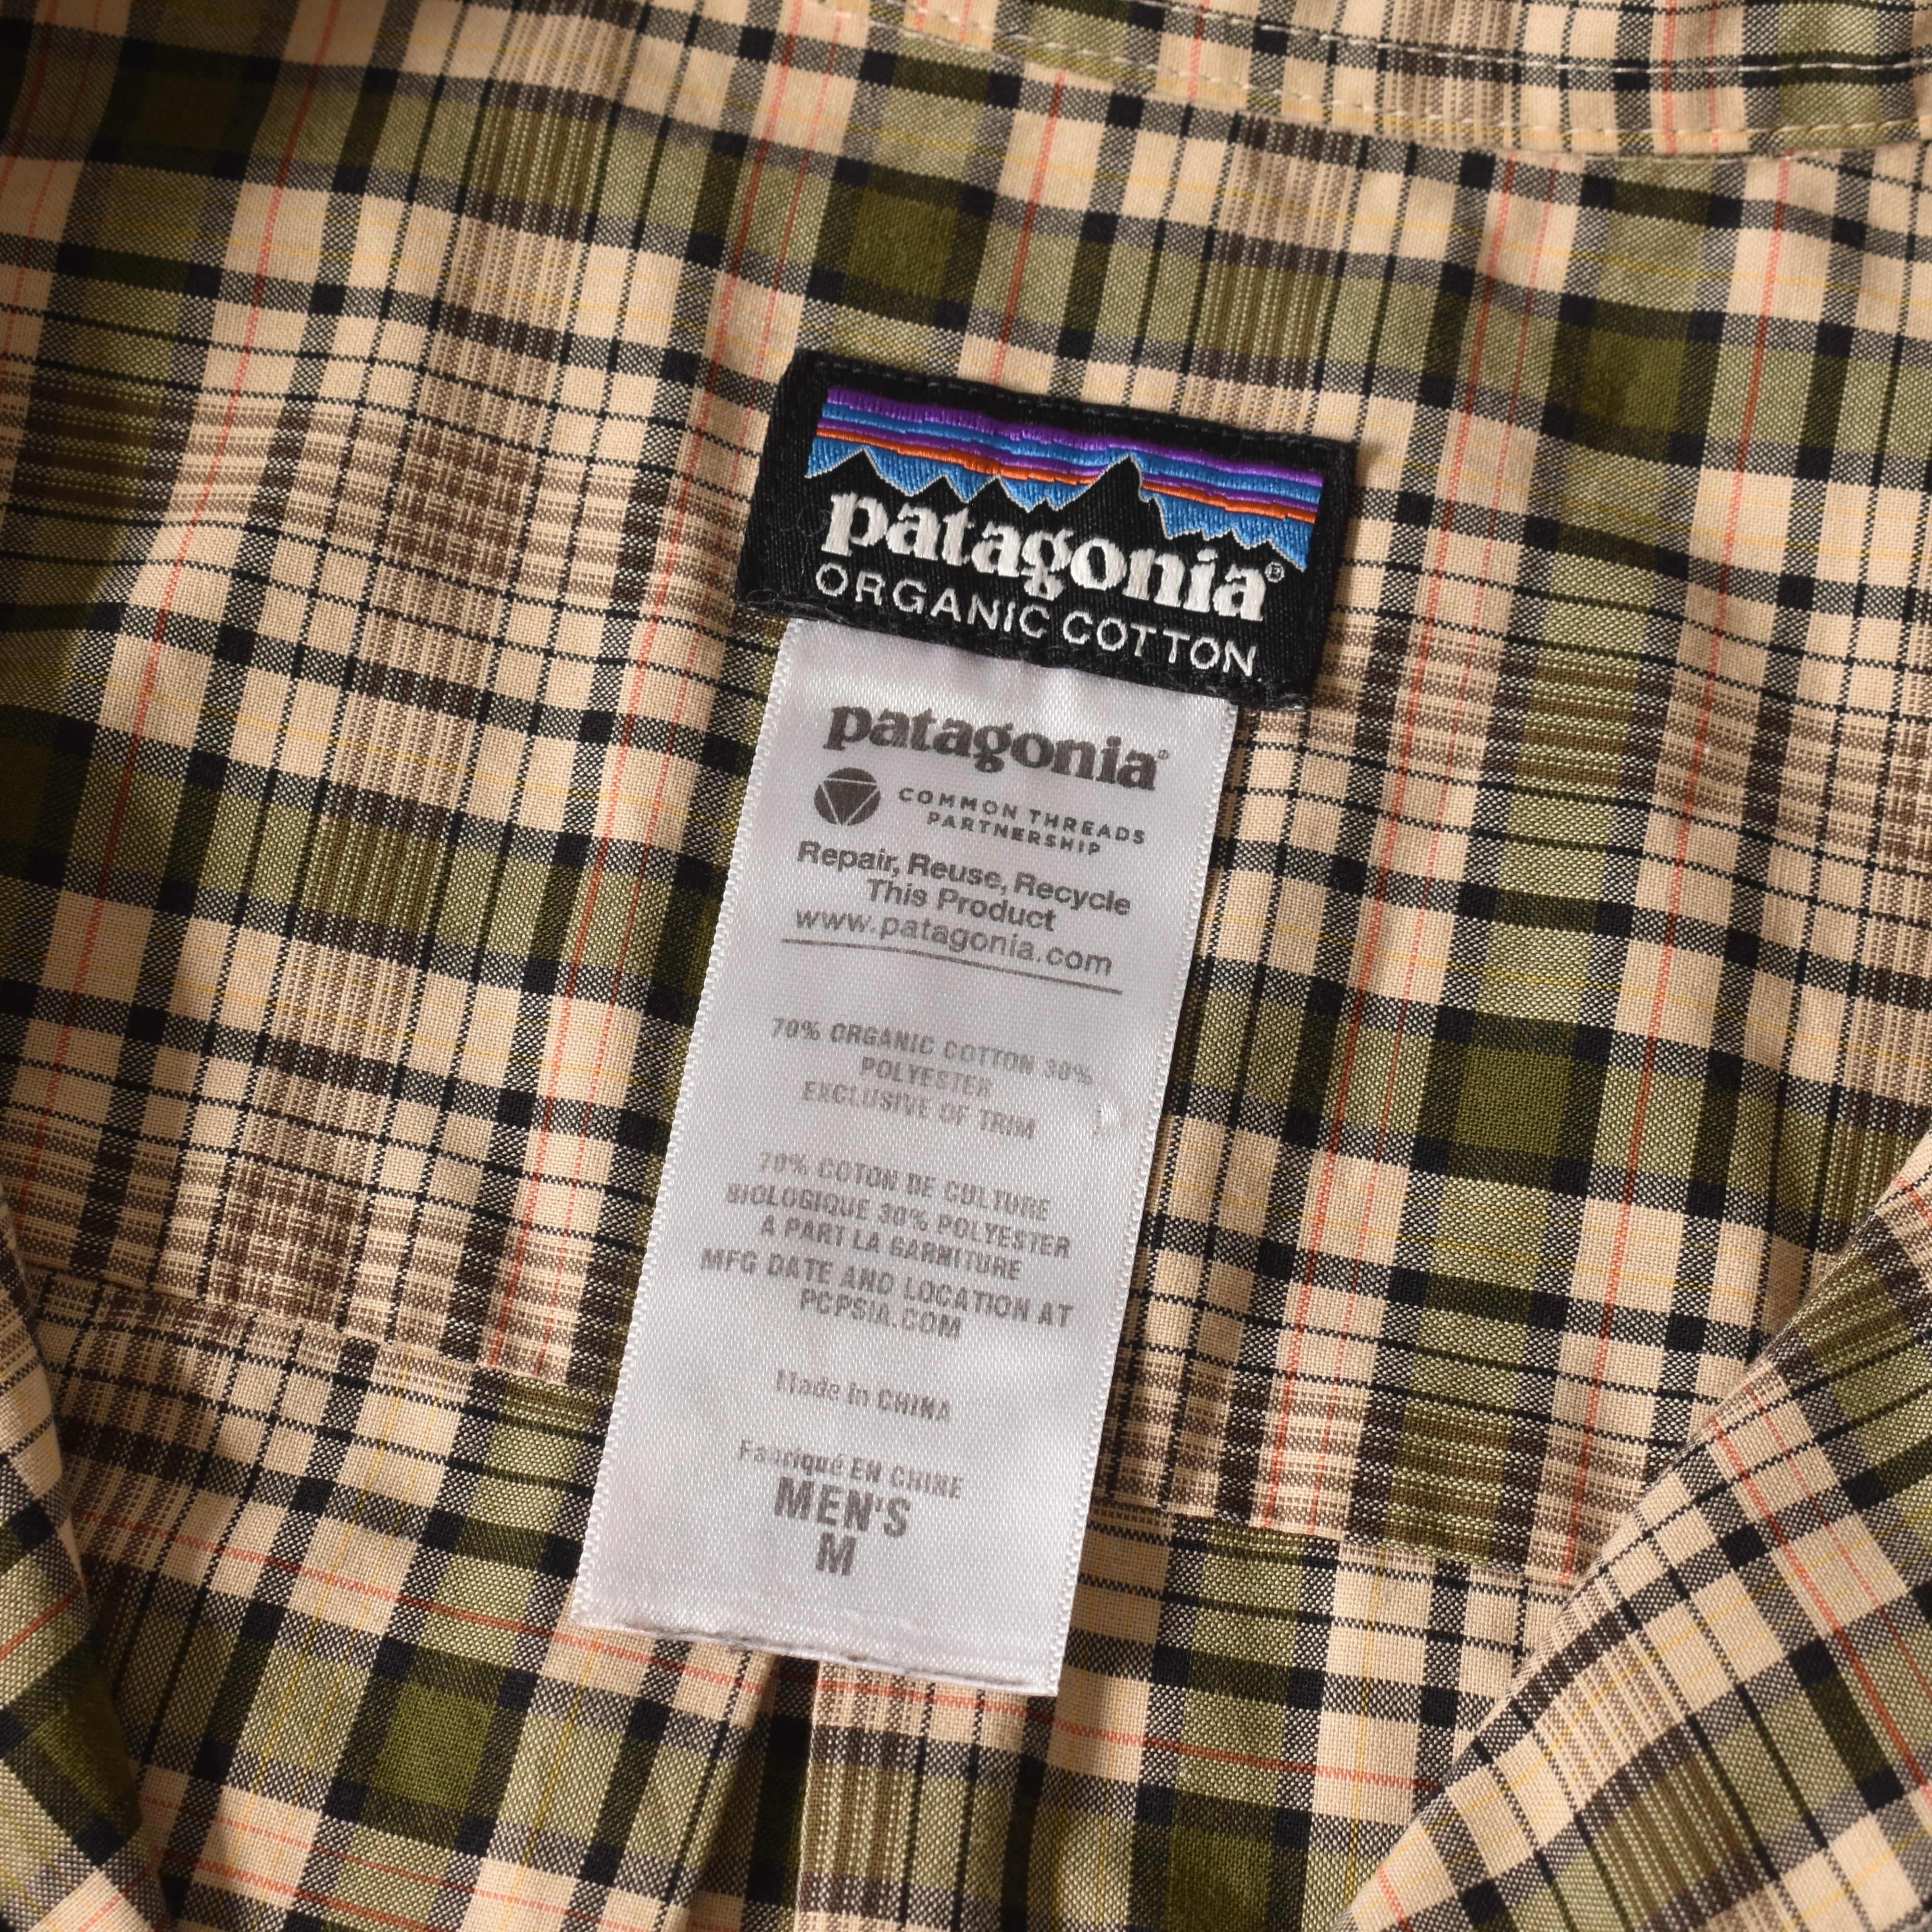 patagonia®
ORGANIC COTTON
patagonia®
COMMON THREADS
PARTNERSHIP
Repair, Reuse, Recycle
This Product
www.patagonia.com
70% ORGANIC COTTON 30%
POLYESTER
EXCLUSIVE OF TRIM
70% COTON DE CULTURE
BIOLOGIQUE 30% POLYESTER
A PART LA GARNITURE
MFG DATE AND LOCATION AT
PCPSIA.COM
Made in CHINA
Fabriqué EN CHINE
MEN'S
M